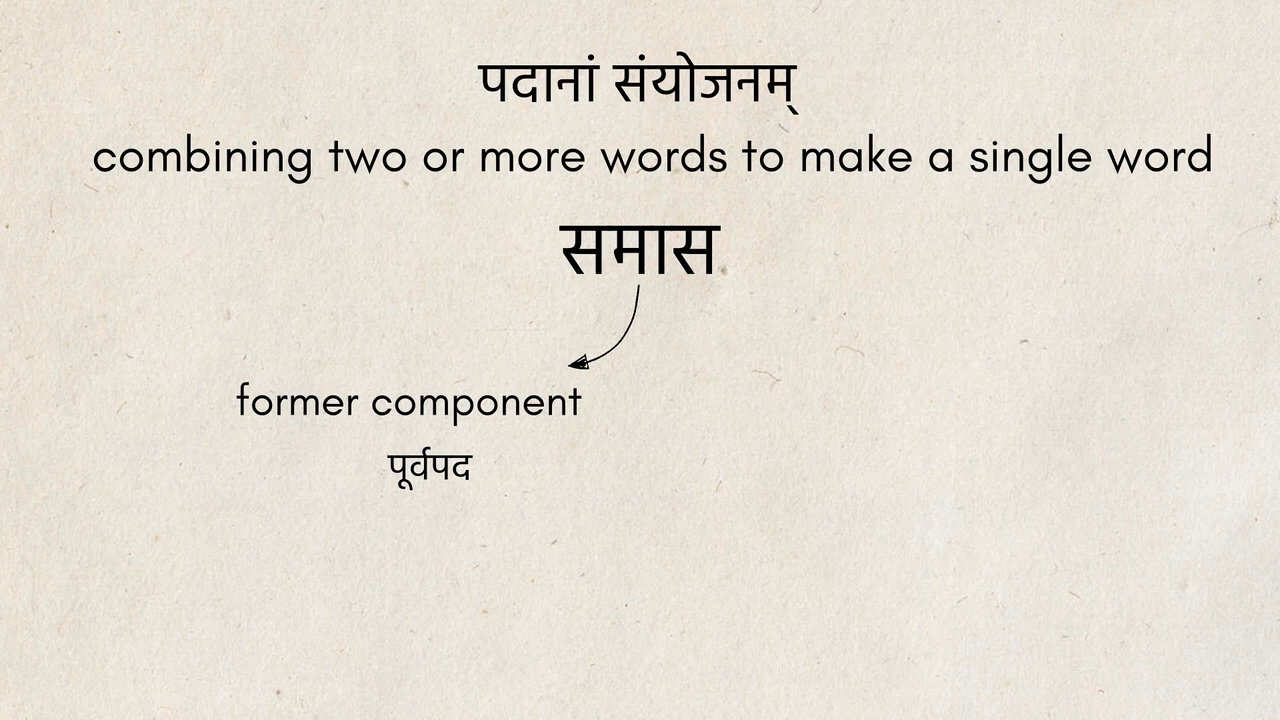 पदानां संयोजनम्
combining two or more words to make a single word
समास
former component
पूर्वपद